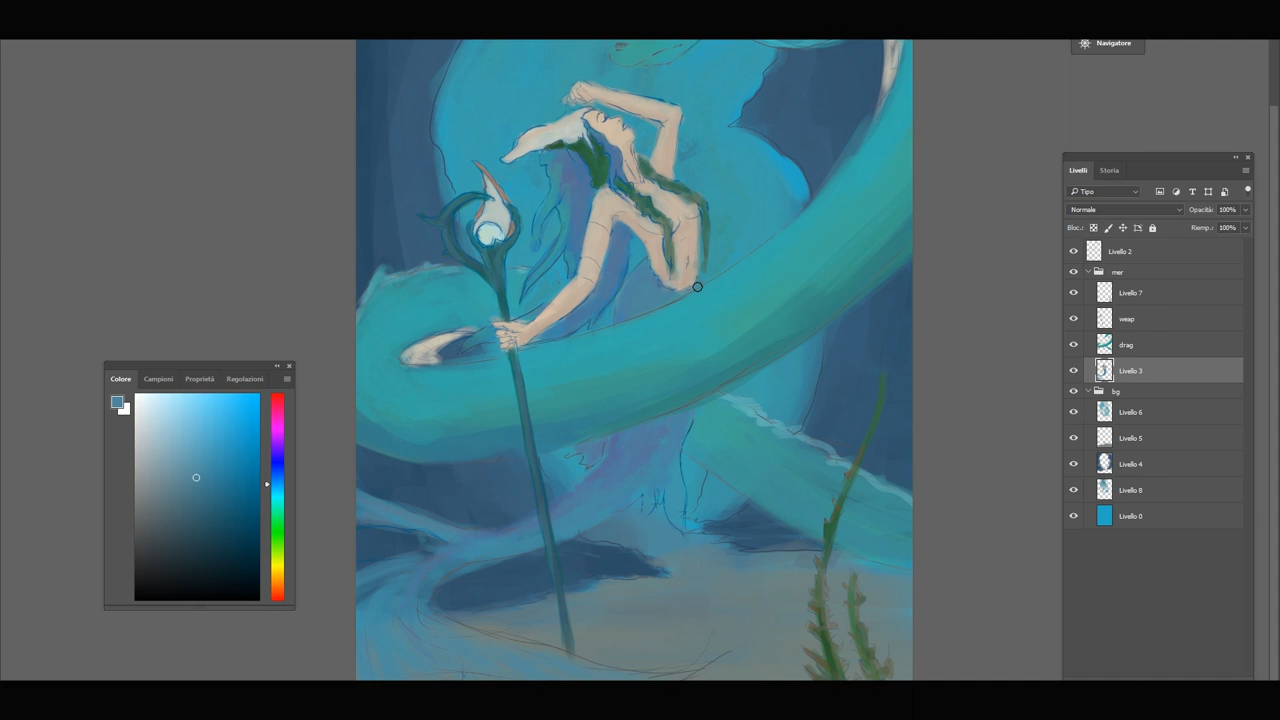 Navigatore
Livelli Storia
Tipo
Normale Opacità: 100%
Bloc.: Riemp.: 100%
Livello 2
mer
Livello 7
weap
drag
Livello 3
bg
Livello 6
Livello 5
Livello 4
Livello 8
Livello 0
Colore Campioni Proprietà Regolazioni